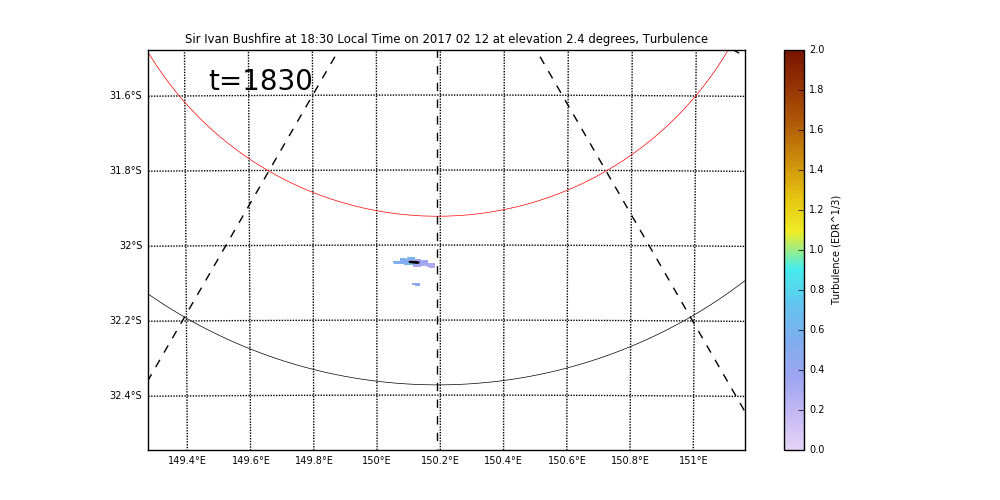 Sir Ivan Bushfire at 18:30 Local Time on 2017 02 12 at elevation 2.4 degrees, Turbulence
t=1830
31.6°S
31.8°S
32°S
32.2°S
32.4°S
149.4°E 149.6°E 149.8°E 150°E 150.2°E 150.4°E 150.6°E 150.8°E 151°E
2.0
1.8
1.6
1.4
1.2
1.0
0.8
0.6
0.4
0.2
0.0
Turbulence (EDR^1/3)